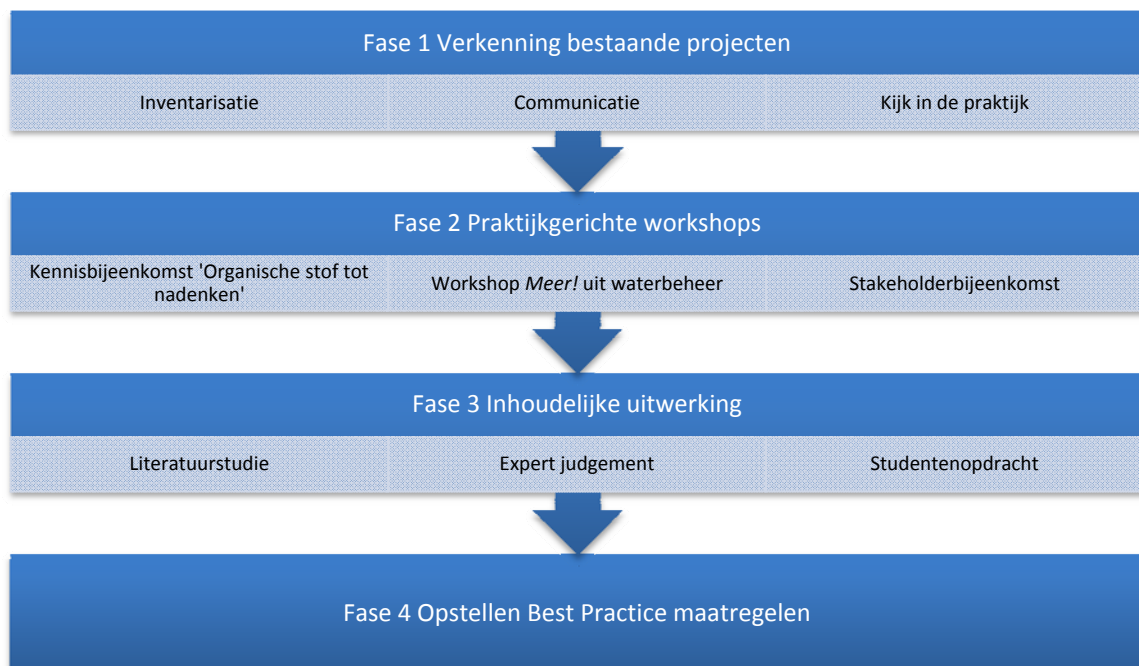 Fase 1 Verkenning bestaande projecten
Inventarisatie
Communicatie
Kijk in de praktijk
Fase 2 Praktijkgerichte workshops
Kennisbijeenkomst 'Organische stof tot
nadenken'
Workshop Meer! uit waterbeheer
Stakeholderbijeenkomst
Fase 3 Inhoudelijke uitwerking
Literatuurstudie
Expert judgement
Studentenopdracht
Fase 4 Opstellen Best Practice maatregelen